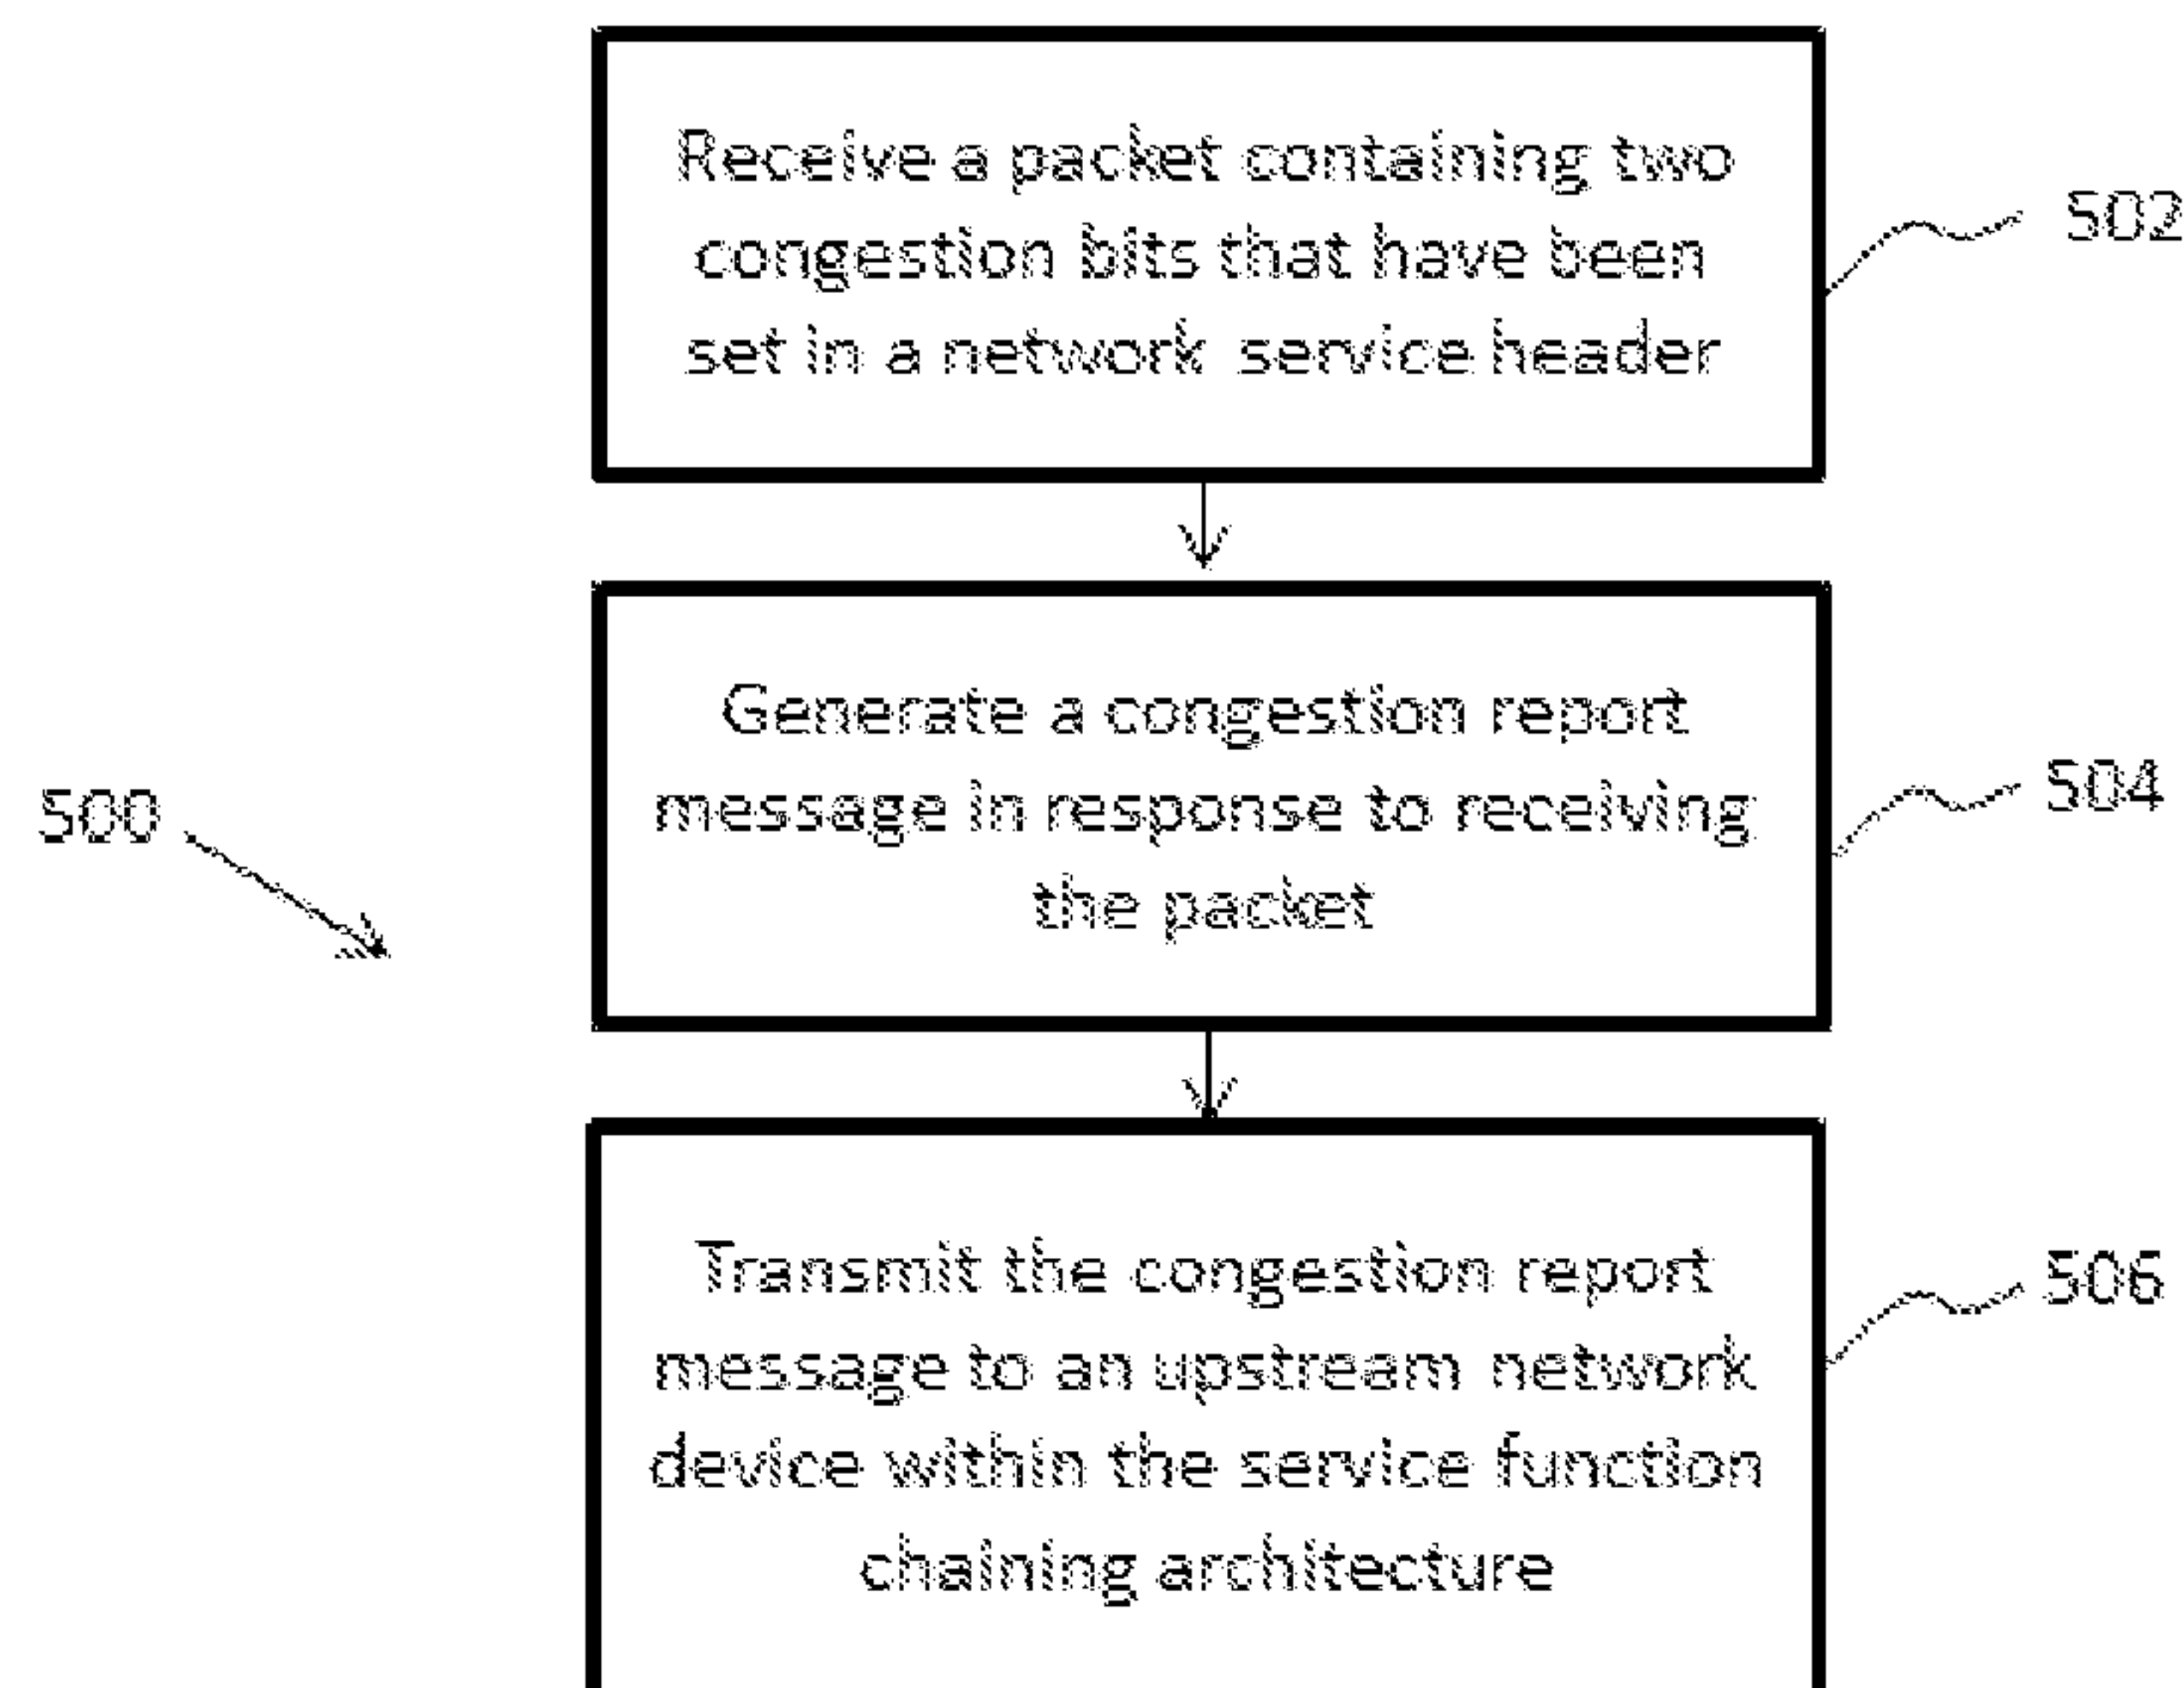 Receive a packet containing two
congestion bits that have been
set in a network service header
502
Generate a congestion report
message in response to receiving
the packet
504
500
Transmit the congestion report
message to an upstream network
device within the service function
chaining architecture
506